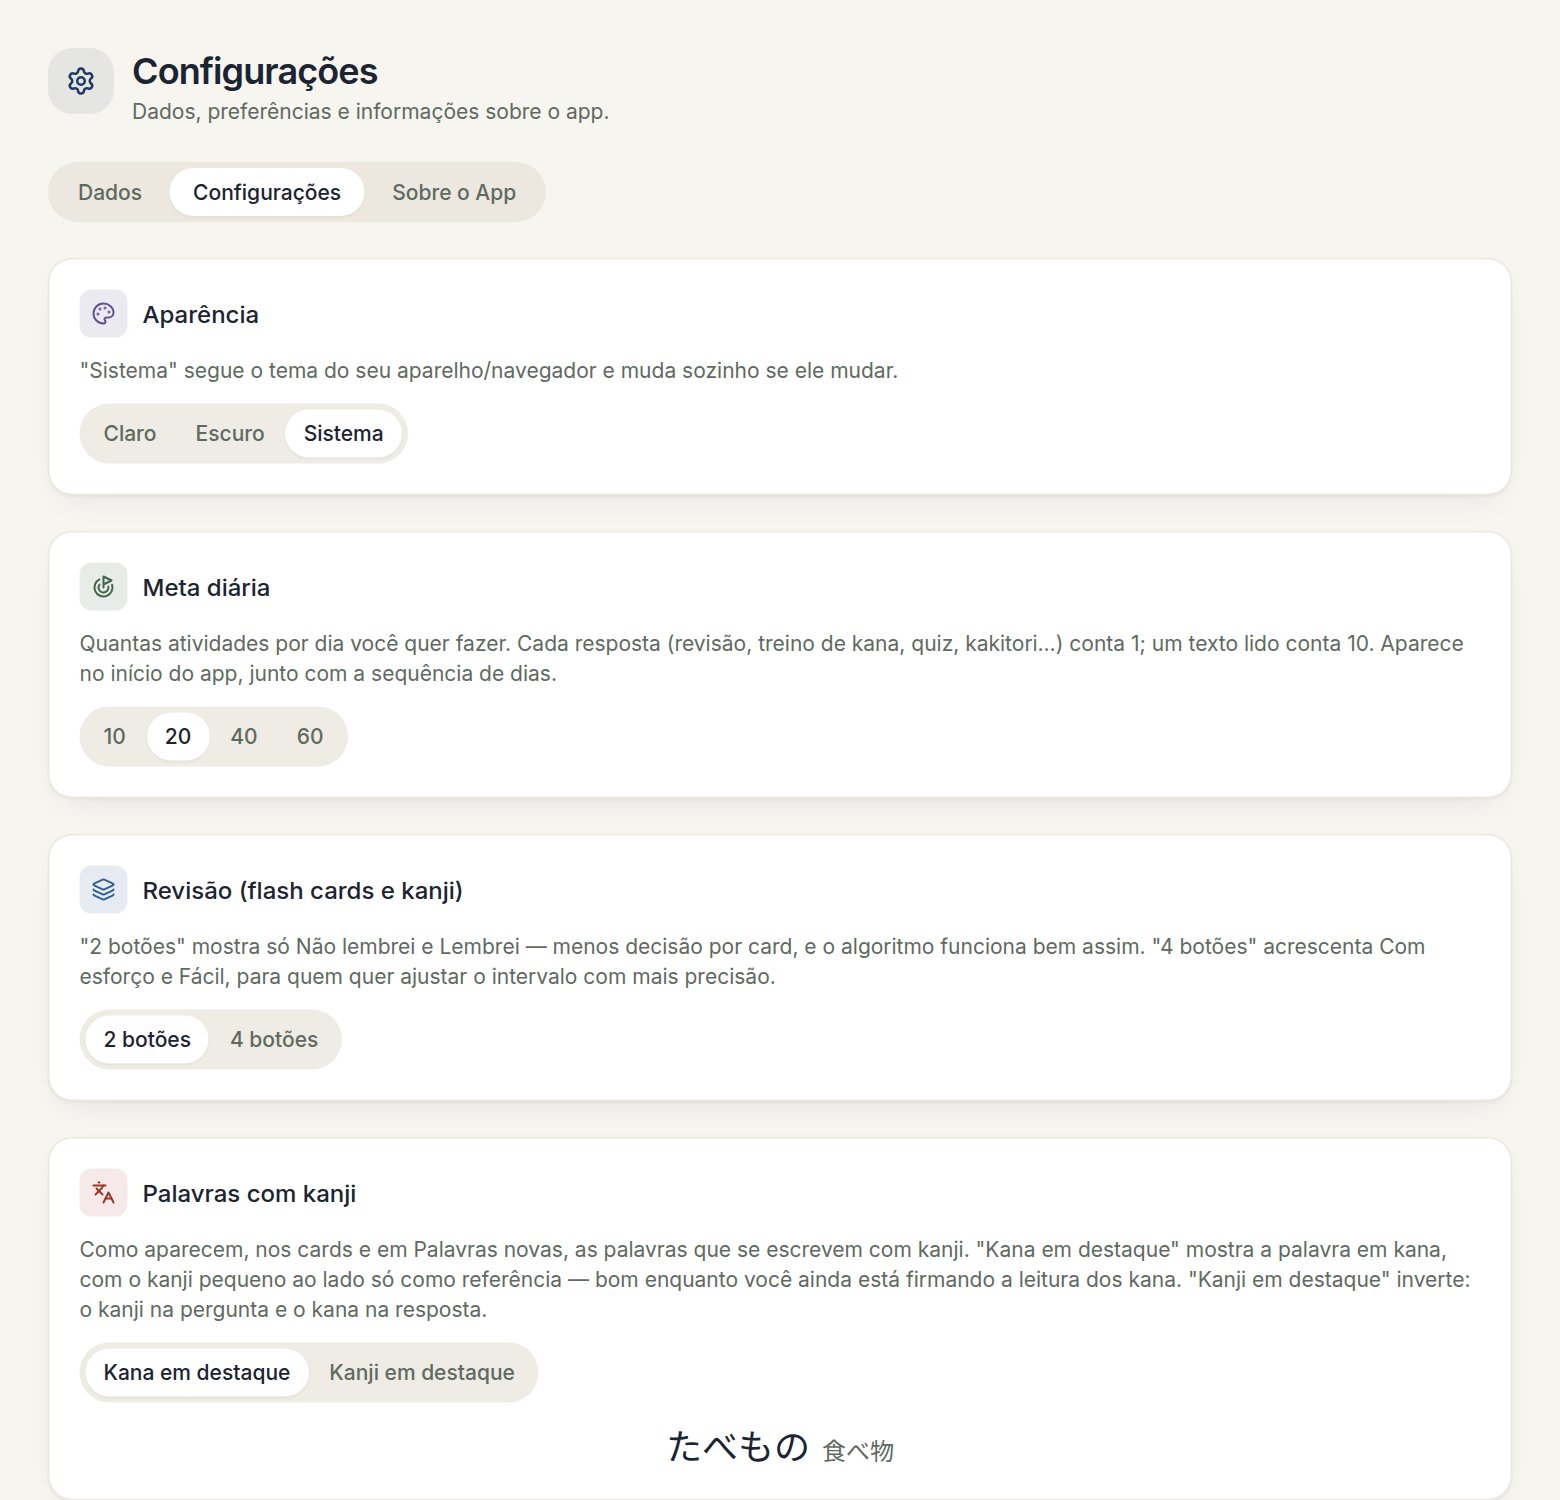 Configurações
Dados, preferências e informações sobre o app.
Dados Configurações Sobre o App
Aparência
"Sistema" segue o tema do seu aparelho/navegador e muda sozinho se ele mudar.
Claro Escuro Sistema
Meta diária
Quantas atividades por dia você quer fazer. Cada resposta (revisão, treino de kana, quiz, kakitori...) conta 1; um texto lido conta 10. Aparece
no início do app, junto com a sequência de dias.
10 20 40 60
Revisão (flash cards e kanji)
"2 botões" mostra só Não lembrei e Lembrei — menos decisão por card, e o algoritmo funciona bem assim. "4 botões" acrescenta Com
esforço e Fácil, para quem quer ajustar o intervalo com mais precisão.
2 botões 4 botões
Palavras com kanji
Como aparecem, nos cards e em Palavras novas, as palavras que se escrevem com kanji. "Kana em destaque" mostra a palavra em kana,
com o kanji pequeno ao lado só como referência — bom enquanto você ainda está firmando a leitura dos kana. "Kanji em destaque" inverte:
o kanji na pergunta e o kana na resposta.
Kana em destaque Kanji em destaque
たべもの 食べ物